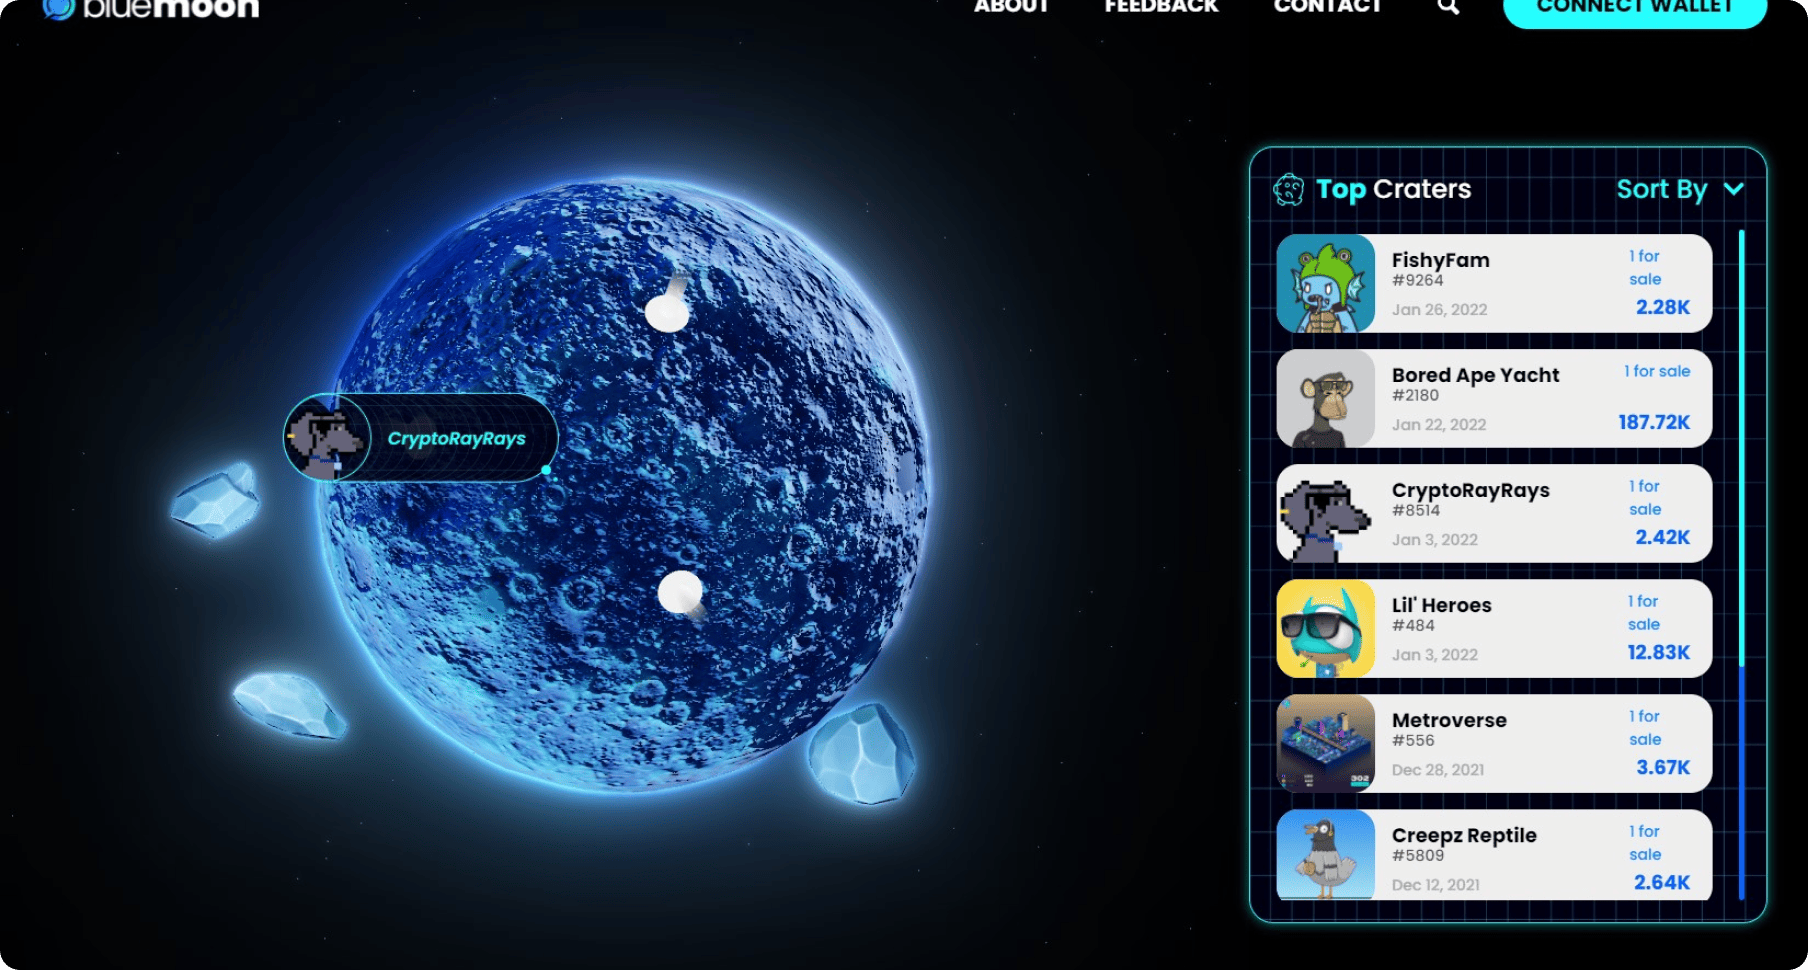 bluemoon
ABOUT
FEEDBACK
CONTACT
CONNECT WALLET
Top Craters
Sort By
FishyFam
#9264
Jan 26, 2022
1 for
sale
2.28K
Bored Ape Yacht
#2180
Jan 22, 2022
1 for sale
187.72K
CryptoRayRays
CryptoRayRays
#8514
Jan 3, 2022
1 for
sale
2.42K
Lil' Heroes
#484
Jan 3, 2022
1 for
sale
12.83K
Metroverse
#556
Dec 28, 2021
1 for
sale
3.67K
302
Creepz Reptile
#5809
Dec 12, 2021
1 for
sale
2.64K